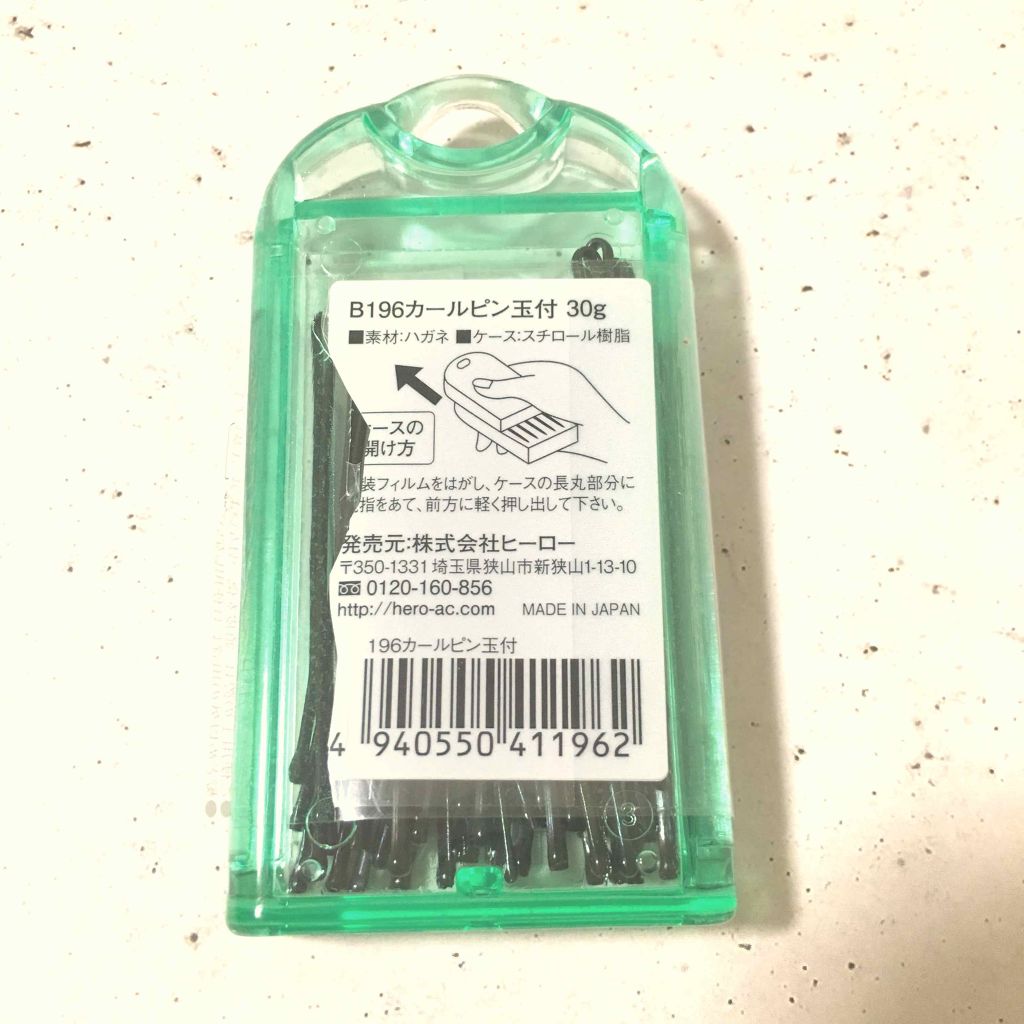 B196カールピン玉付 30g
■素材:ハガネ ■ケース:スチロール樹脂
ケースの
開け方
装フィルムをはがし、ケースの長丸部分に
指をあて、前方に軽く押し出して下さい。
発売元:株式会社ヒーロー
〒350-1331 埼玉県狭山市新狭山1-13-10
0120-160-856
http://hero-ac.com MADE IN JAPAN
196カールピン玉付
4 940550 411962
3